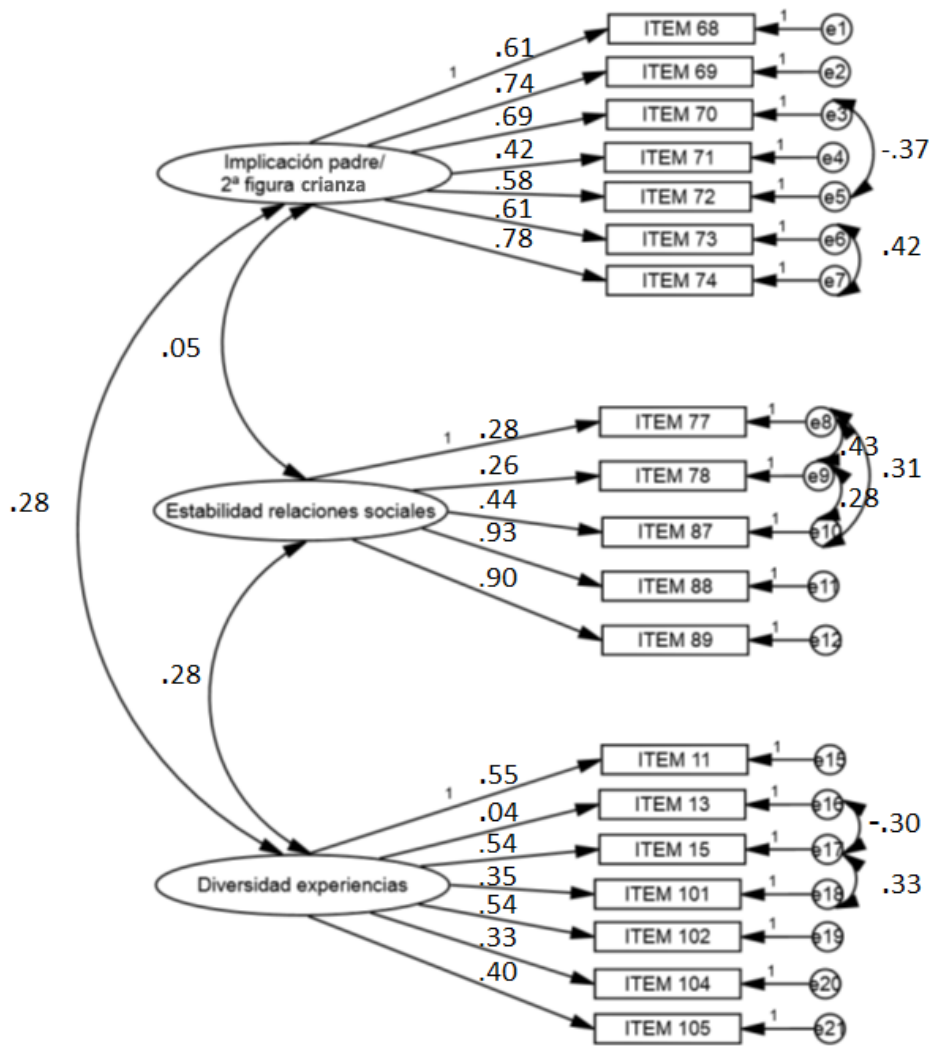 .61
1
ITEM 68
1
e1
.74
ITEM 69
1
e2
.69
ITEM 70
1
e3
Implicación padre/
2ª figura crianza
.42
ITEM 71
1
e4
-.37
.58
ITEM 72
1
e5
.61
ITEM 73
1
e6
.42
.78
ITEM 74
1
e7
.05
.28
1
.28
ITEM 77
1
e8
.43
.31
.26
ITEM 78
1
e9
.28
Estabilidad relaciones sociales
.44
ITEM 87
1
e10
.93
ITEM 88
1
e11
.90
ITEM 89
1
e12
.28
1
.55
ITEM 11
1
e15
.04
ITEM 13
1
e16
-.30
.54
ITEM 15
1
e17
Diversidad experiencias
.35
ITEM 101
1
e18
.33
.54
ITEM 102
1
e19
.33
ITEM 104
1
e20
.40
ITEM 105
1
e21